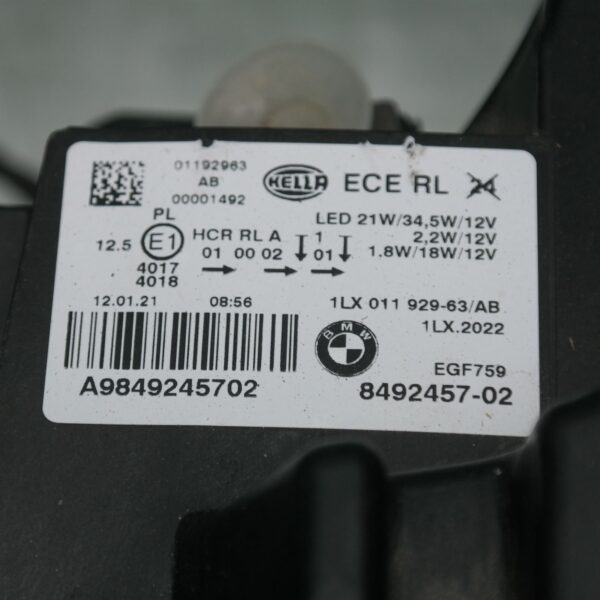 01192963
AB
00001492
HELLA ECE RL 24
PL
12.5 E1 HCR RL A 1
01 00 02 01
4017
4018
LED 21W/34,5W/12V
2,2W/12V
1,8W/18W/12V
12.01.21 08:56
1LX 011 929-63/AB
1LX.2022
BMW
EGF759
A9849245702
8492457-02